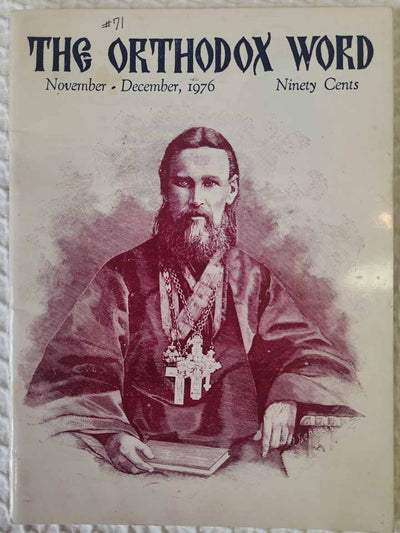 #71
THE ORTHODOX WORD
November - December, 1976 Ninety Cents